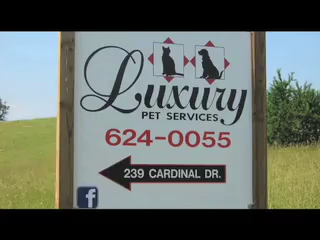 Luxury
PET SERVICES
624-0055
239 CARDINAL DR.
f